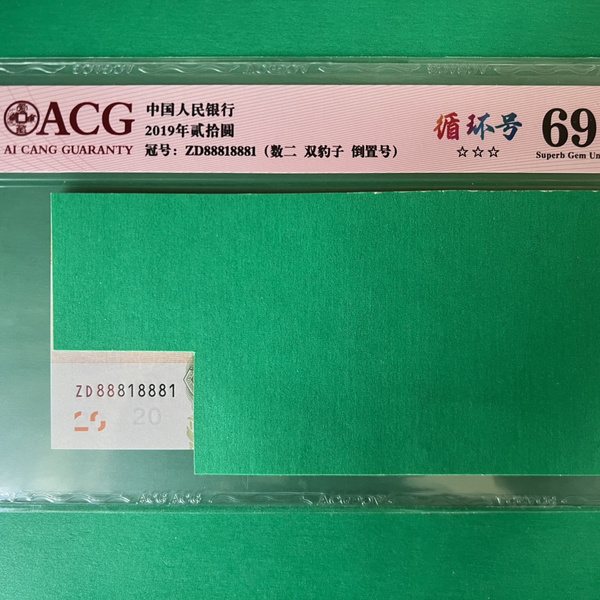 ACG
AI CANG GUARANTY
中国人民银行
2019年贰拾圆
冠号：ZD88818881（数二 双豹子 倒置号）
循环号
☆☆☆
69
Superb Gem Un
ZD88818881
20 20